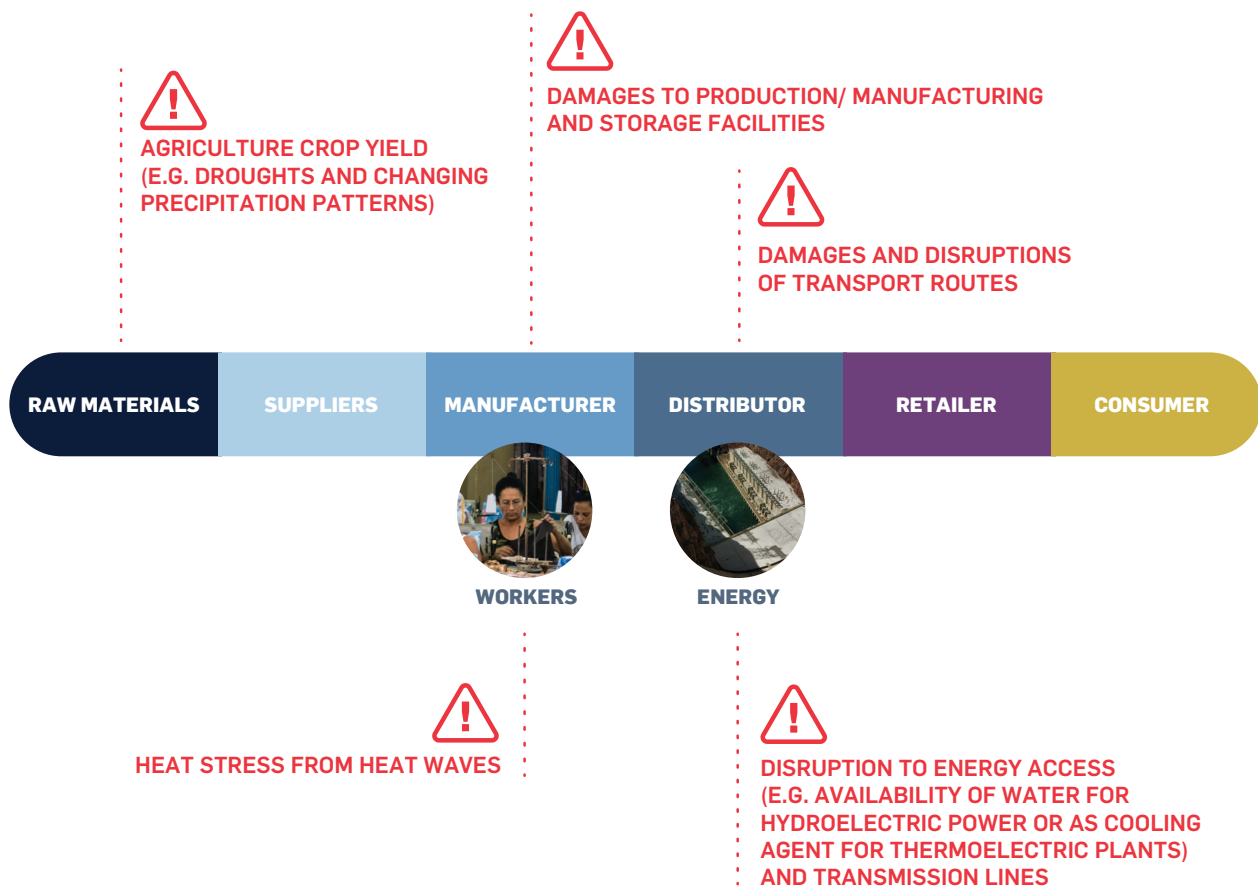 DAMAGES TO PRODUCTION/ MANUFACTURING
AND STORAGE FACILITIES
AGRICULTURE CROP YIELD
(E.G. DROUGHTS AND CHANGING
PRECIPITATION PATTERNS)
DAMAGES AND DISRUPTIONS
OF TRANSPORT ROUTES
RAW MATERIALS
SUPPLIERS
MANUFACTURER
DISTRIBUTOR
RETAILER
CONSUMER
WORKERS
ENERGY
HEAT STRESS FROM HEAT WAVES
DISRUPTION TO ENERGY ACCESS
(E.G. AVAILABILITY OF WATER FOR
HYDROELECTRIC POWER OR AS COOLING
AGENT FOR THERMOELECTRIC PLANTS)
AND TRANSMISSION LINES